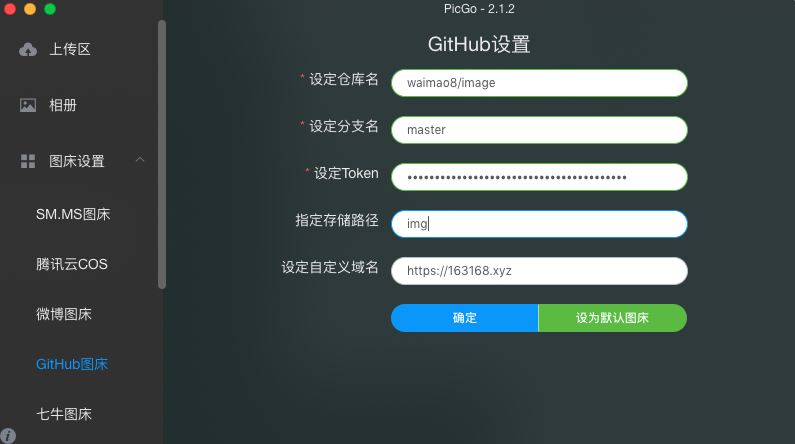 PicGo - 2.1.2
上传区
相册
图床设置
SM.MS图床
腾讯云COS
微博图床
GitHub图床
七牛图床
GitHub设置
* 设定仓库名 waimao8/image
* 设定分支名 master
* 设定Token ••••••••••••••••••••••••••••••••••••••••
指定存储路径 img
设定自定义域名 https://163168.xyz
确定 设为默认图床